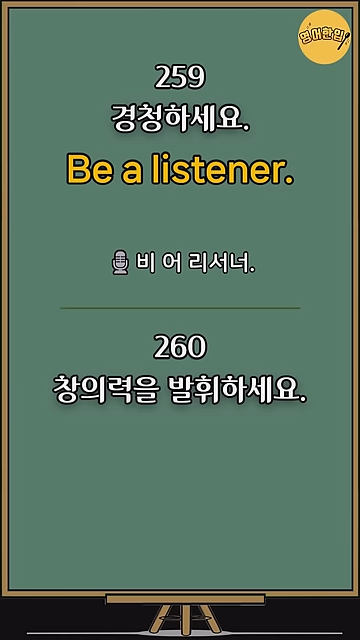 영어한입
259
경청하세요.
Be a listener.
비 어 리서너.
260
창의력을 발휘하세요.